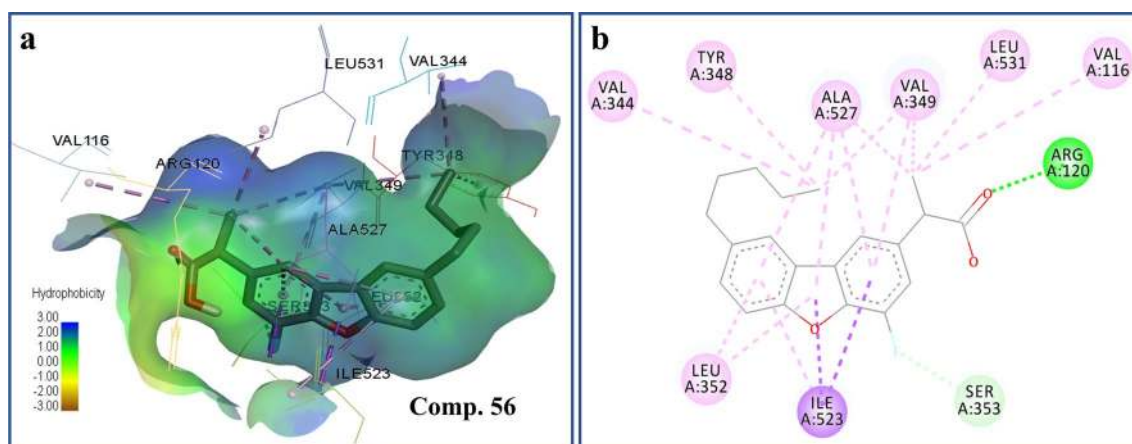 a
LEU531
VAL344
VAL116
ARG120
TYR348
VAL349
ALA527
Hydrophobicity
3.00
2.00
1.00
0.00
-1.00
-2.00
-3.00
ILE523
Comp. 56
b
TYR
A:348
LEU
A:531
VAL
A:116
VAL
A:344
ALA
A:527
VAL
A:349
ARG
A:120
O
O
O
LEU
A:352
ILE
A:523
SER
A:353